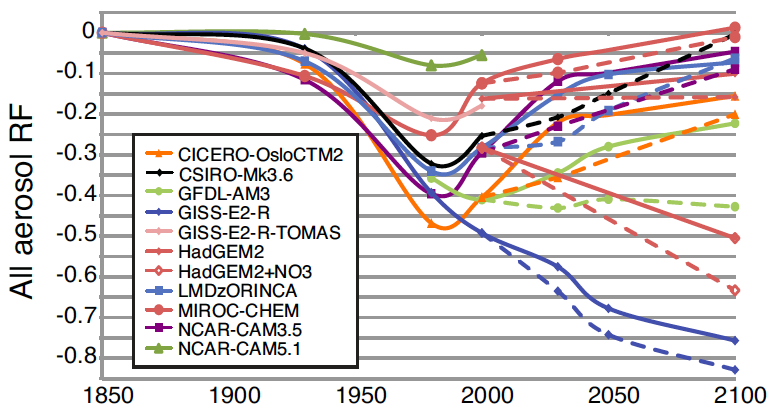 All aerosol RF
0
-0.1
-0.2
-0.3
-0.4
-0.5
-0.6
-0.7
-0.8
CICERO-OsloCTM2
CSIRO-Mk3.6
GFDL-AM3
GISS-E2-R
GISS-E2-R-TOMAS
HadGEM2
HadGEM2+NO3
LMDzORINCA
MIROC-CHEM
NCAR-CAM3.5
NCAR-CAM5.1
1850 1900 1950 2000 2050 2100